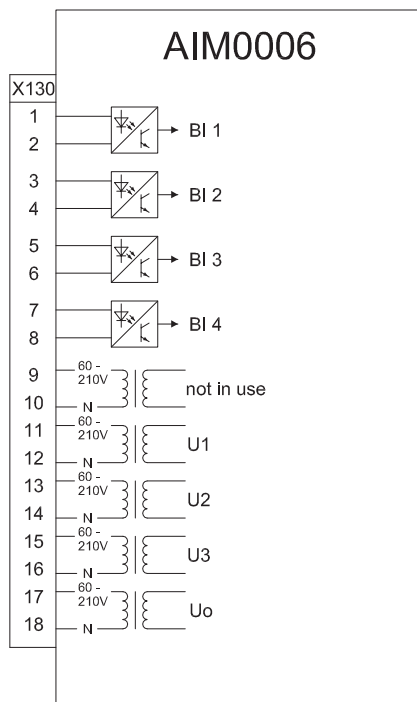 AIM0006
X130
1
2
BI 1
3
4
BI 2
5
6
BI 3
7
8
BI 4
9
60 -
210V
10
N
not in use
11
60 -
210V
12
N
U1
13
60 -
210V
14
N
U2
15
60 -
210V
16
N
U3
17
60 -
210V
18
N
Uo